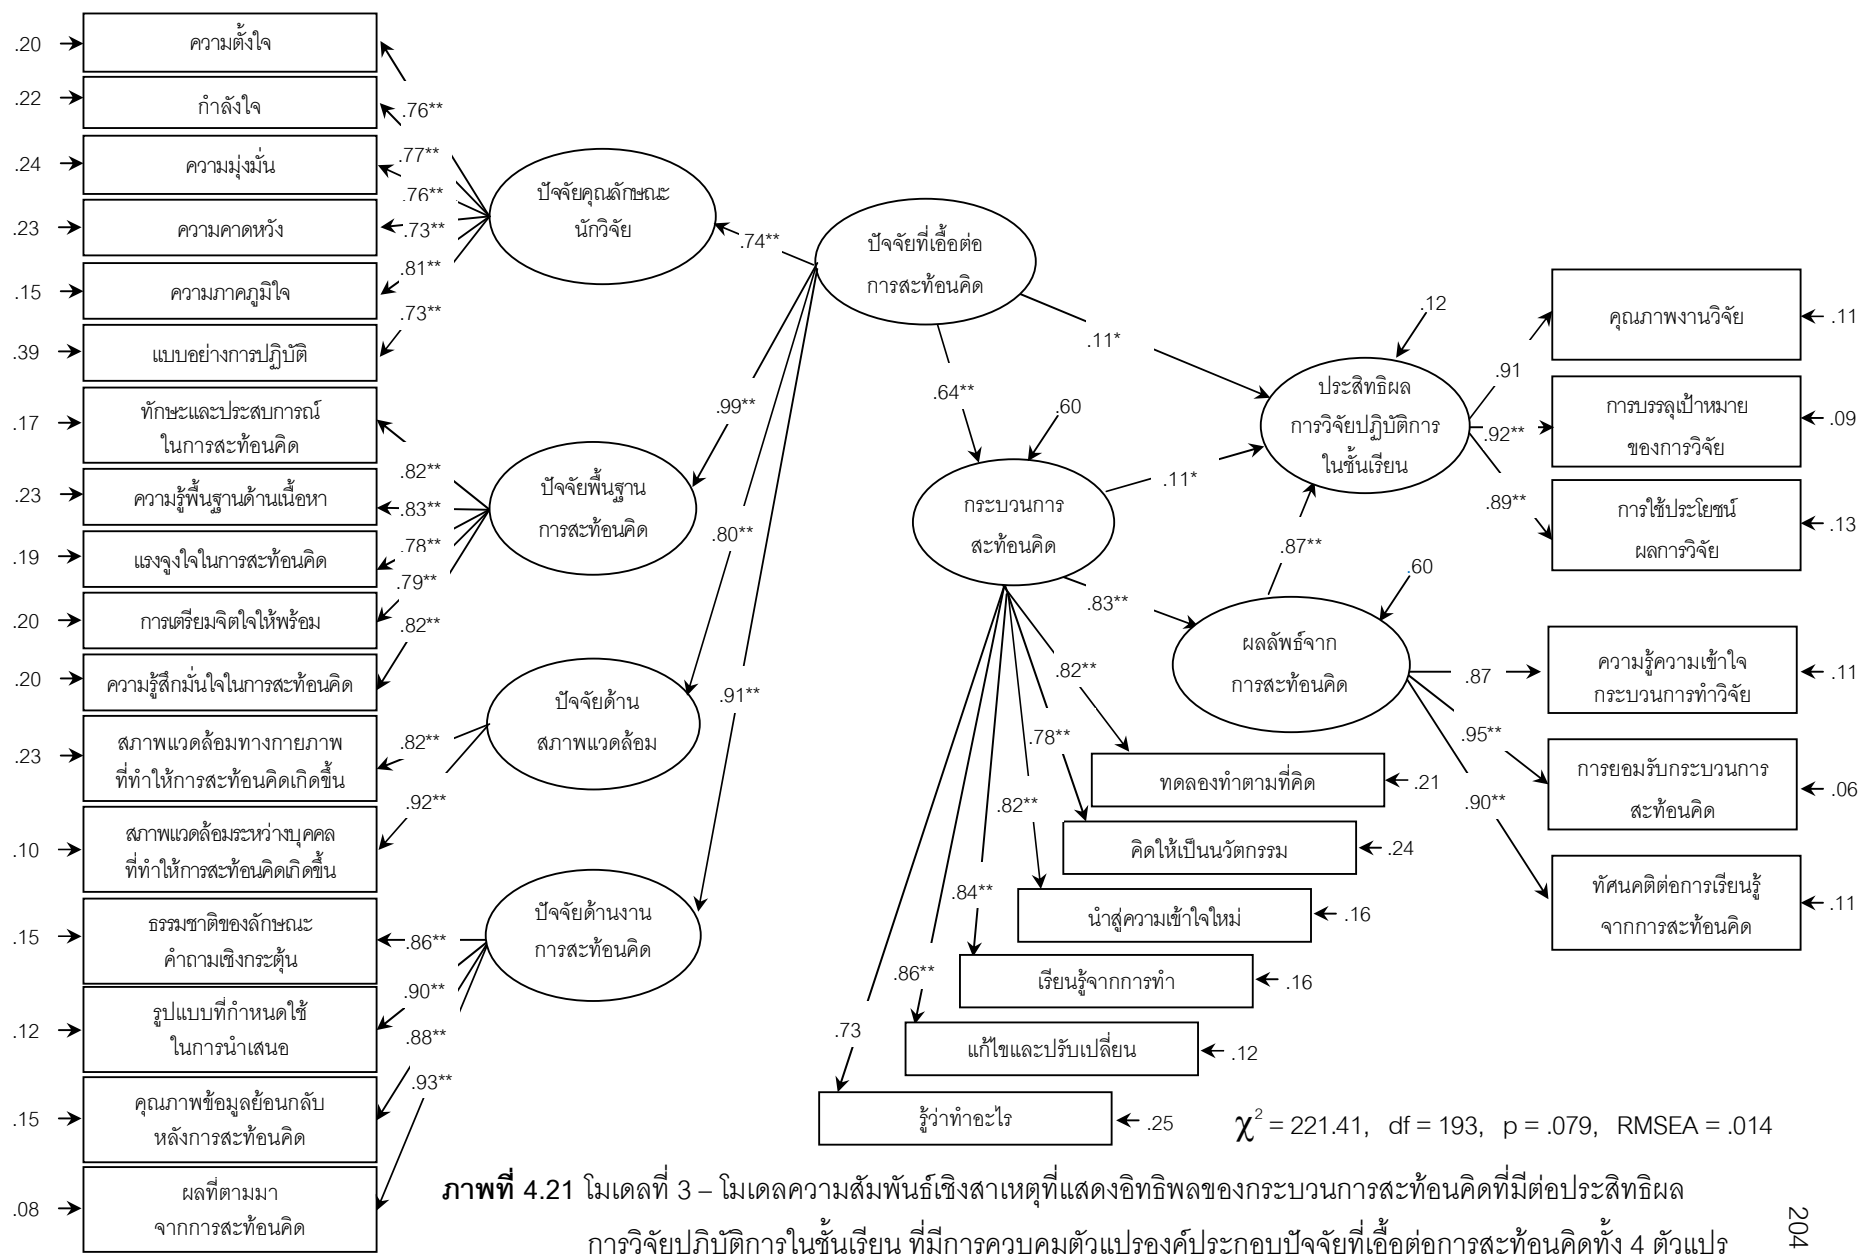 .20
ความตั้งใจ
.22
กำลังใจ
.24
ความมุ่งมั่น
.23
ความคาดหวัง
.15
ความภาคภูมิใจ
.39
แบบอย่างการปฏิบัติ
.17
ทักษะและประสบการณ์
ในการสะท้อนคิด
.23
ความรู้พื้นฐานด้านเนื้อหา
.19
แรงจูงใจในการสะท้อนคิด
.20
การเตรียมจิตใจให้พร้อม
.20
ความรู้สึกมั่นใจในการสะท้อนคิด
.23
สภาพแวดล้อมทางกายภาพ
ที่ทำให้การสะท้อนคิดเกิดขึ้น
.10
สภาพแวดล้อมระหว่างบุคคล
ที่ทำให้การสะท้อนคิดเกิดขึ้น
.15
ธรรมชาติของลักษณะ
คำถามเชิงกระตุ้น
.12
รูปแบบที่กำหนดใช้
ในการนำเสนอ
.15
คุณภาพข้อมูลย้อนกลับ
หลังการสะท้อนคิด
.08
ผลที่ตามมา
จากการสะท้อนคิด
.76**
.77**
.76**
.73**
.81**
.73**
.82**
.83**
.78**
.79**
.82**
.82**
.92**
.86**
.90**
.88**
.93**
ปัจจัยคุณลักษณะ
นักวิจัย
ปัจจัยพื้นฐาน
การสะท้อนคิด
ปัจจัยด้าน
สภาพแวดล้อม
ปัจจัยด้านงาน
การสะท้อนคิด
.74**
.99**
.80**
.91**
ปัจจัยที่เอื้อต่อ
การสะท้อนคิด
.64**
.60
.11*
กระบวนการ
สะท้อนคิด
.11*
.83**
.87**
.12
ประสิทธิผล
การวิจัยปฏิบัติการ
ในชั้นเรียน
.60
ผลลัพธ์จาก
การสะท้อนคิด
.91
.92**
.89**
คุณภาพงานวิจัย
.11
การบรรลุเป้าหมาย
ของการวิจัย
.09
การใช้ประโยชน์
ผลการวิจัย
.13
.87
.95**
.90**
ความรู้ความเข้าใจ
กระบวนการทำวิจัย
.11
การยอมรับกระบวนการ
สะท้อนคิด
.06
ทัศนคติต่อการเรียนรู้
จากการสะท้อนคิด
.11
.82**
.78**
.82**
.84**
.86**
.73
ทดลองทำตามที่คิด
.21
คิดให้เป็นนวัตกรรม
.24
นำสู่ความเข้าใจใหม่
.16
เรียนรู้จากการทำ
.16
แก้ไขและปรับเปลี่ยน
.12
รู้ว่าทำอะไร
.25
χ² = 221.41, df = 193, p = .079, RMSEA = .014
ภาพที่ 4.21 โมเดลที่ 3 – โมเดลความสัมพันธ์เชิงสาเหตุที่แสดงอิทธิพลของกระบวนการสะท้อนคิดที่มีต่อประสิทธิผล
การวิจัยปฏิบัติการในชั้นเรียน ที่มีการควบคุมตัวแปรองค์ประกอบปัจจัยที่เอื้อต่อการสะท้อนคิดทั้ง 4 ตัวแปร
204